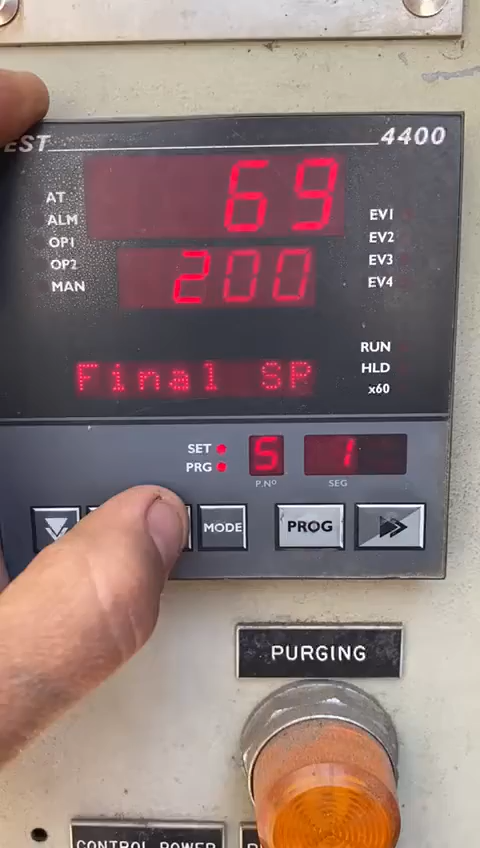 EST 4400
69
AT
ALM
OP1
OP2
MAN
EV1
EV2
EV3
EV4
200
RUN
HLD
x60
Final SP
SET
PRG
5 1
P.Nº SEG
MODE PROG
PURGING
CONTROL POWER